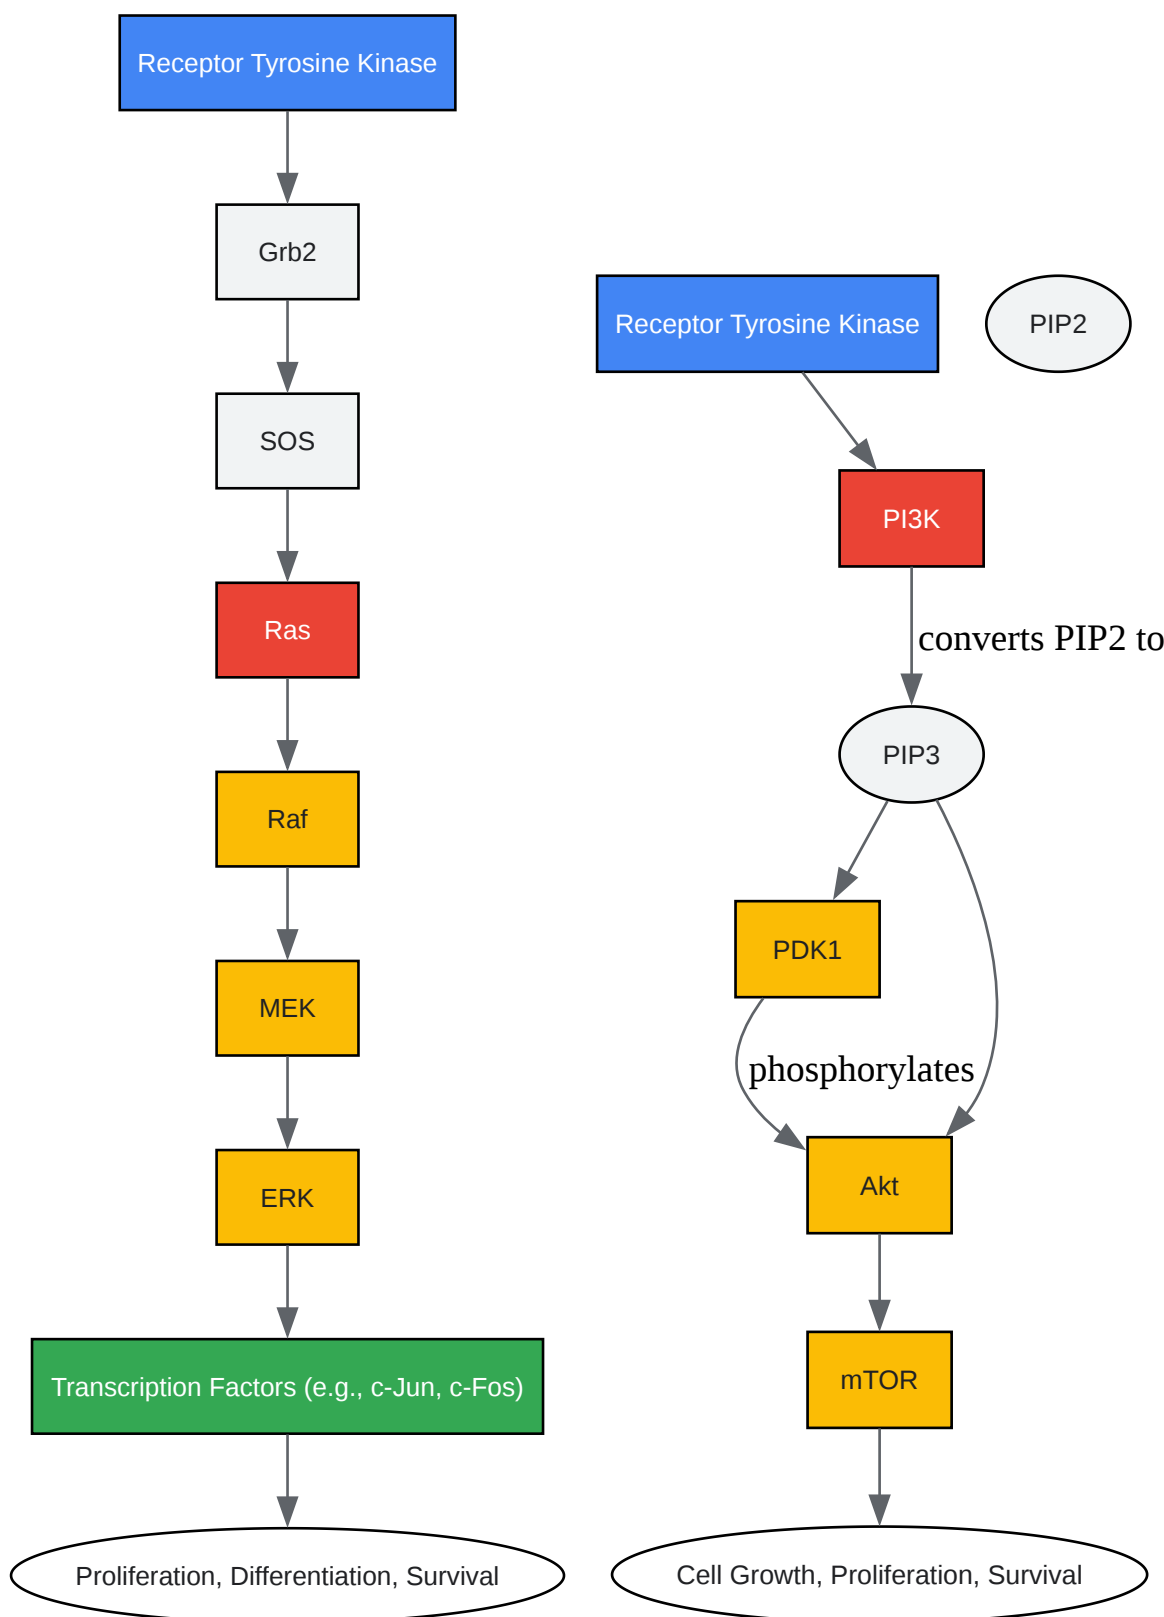 Receptor Tyrosine Kinase
Grb2
SOS
Ras
Raf
MEK
ERK
Transcription Factors (e.g., c-Jun, c-Fos)
Proliferation, Differentiation, Survival
Receptor Tyrosine Kinase
PIP2
PI3K
converts PIP2 to
PIP3
PDK1
phosphorylates
Akt
mTOR
Cell Growth, Proliferation, Survival